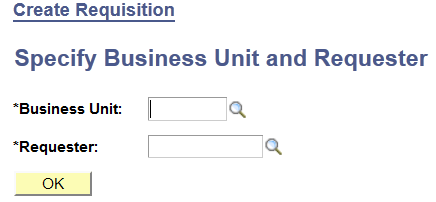 Create Requisition
Specify Business Unit and Requester
*Business Unit:
*Requester:
OK